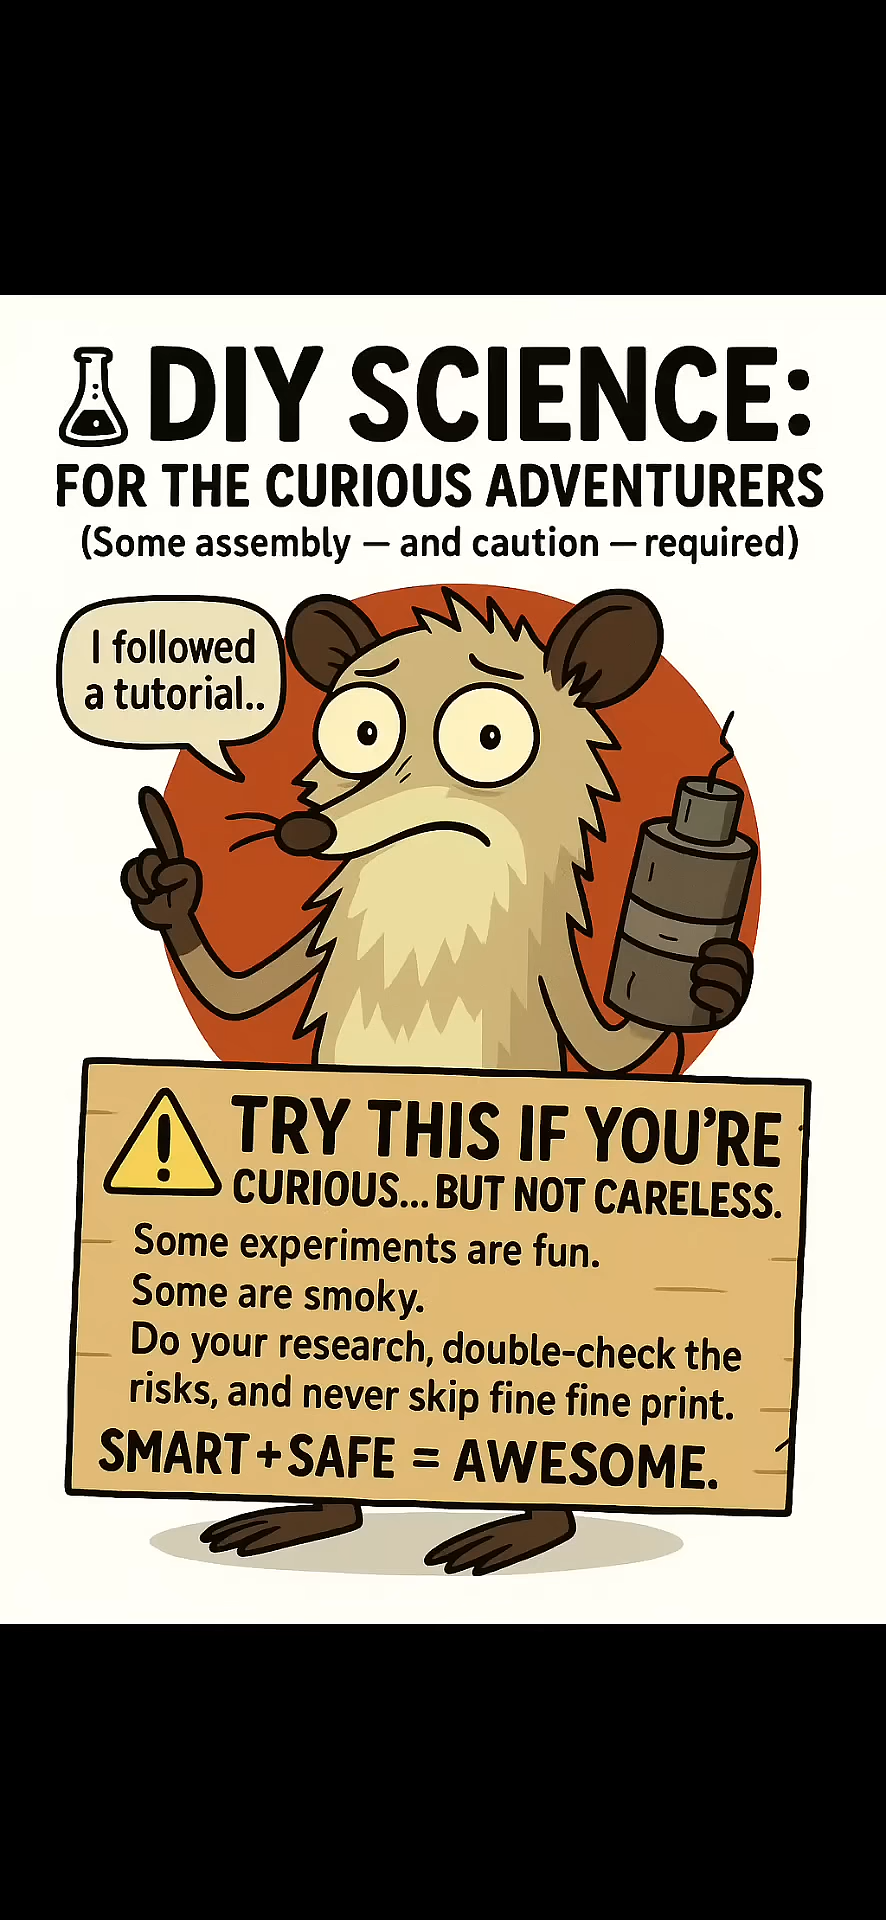 DIY SCIENCE:
FOR THE CURIOUS ADVENTURERS
(Some assembly — and caution — required)
I followed
a tutorial..
TRY THIS IF YOU'RE
CURIOUS... BUT NOT CARELESS.
Some experiments are fun.
Some are smoky.
Do your research, double-check the
risks, and never skip fine fine print.
SMART + SAFE = AWESOME.